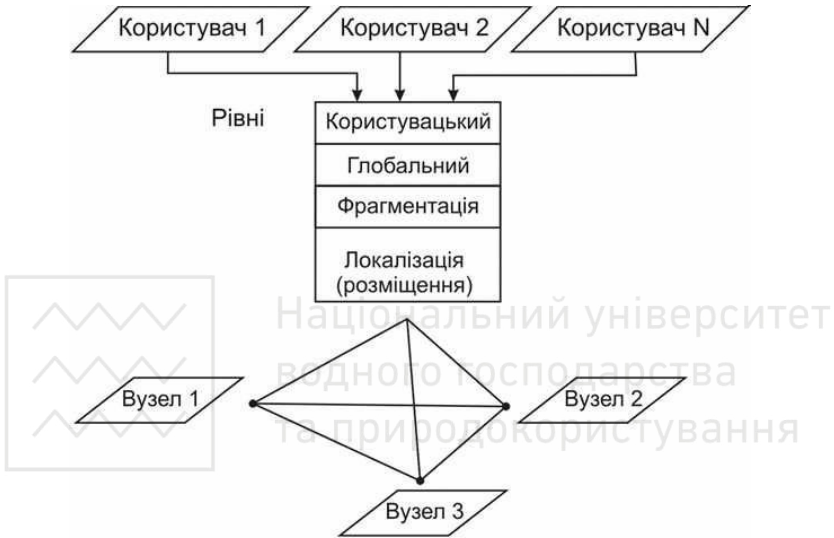 Користувач 1
Користувач 2
Користувач N
Рівні
Користувацький
Глобальний
Фрагментація
Локалізація
(розміщення)
Національний університет
водного господарства
та природокористування
Вузел 1
Вузел 2
Вузел 3